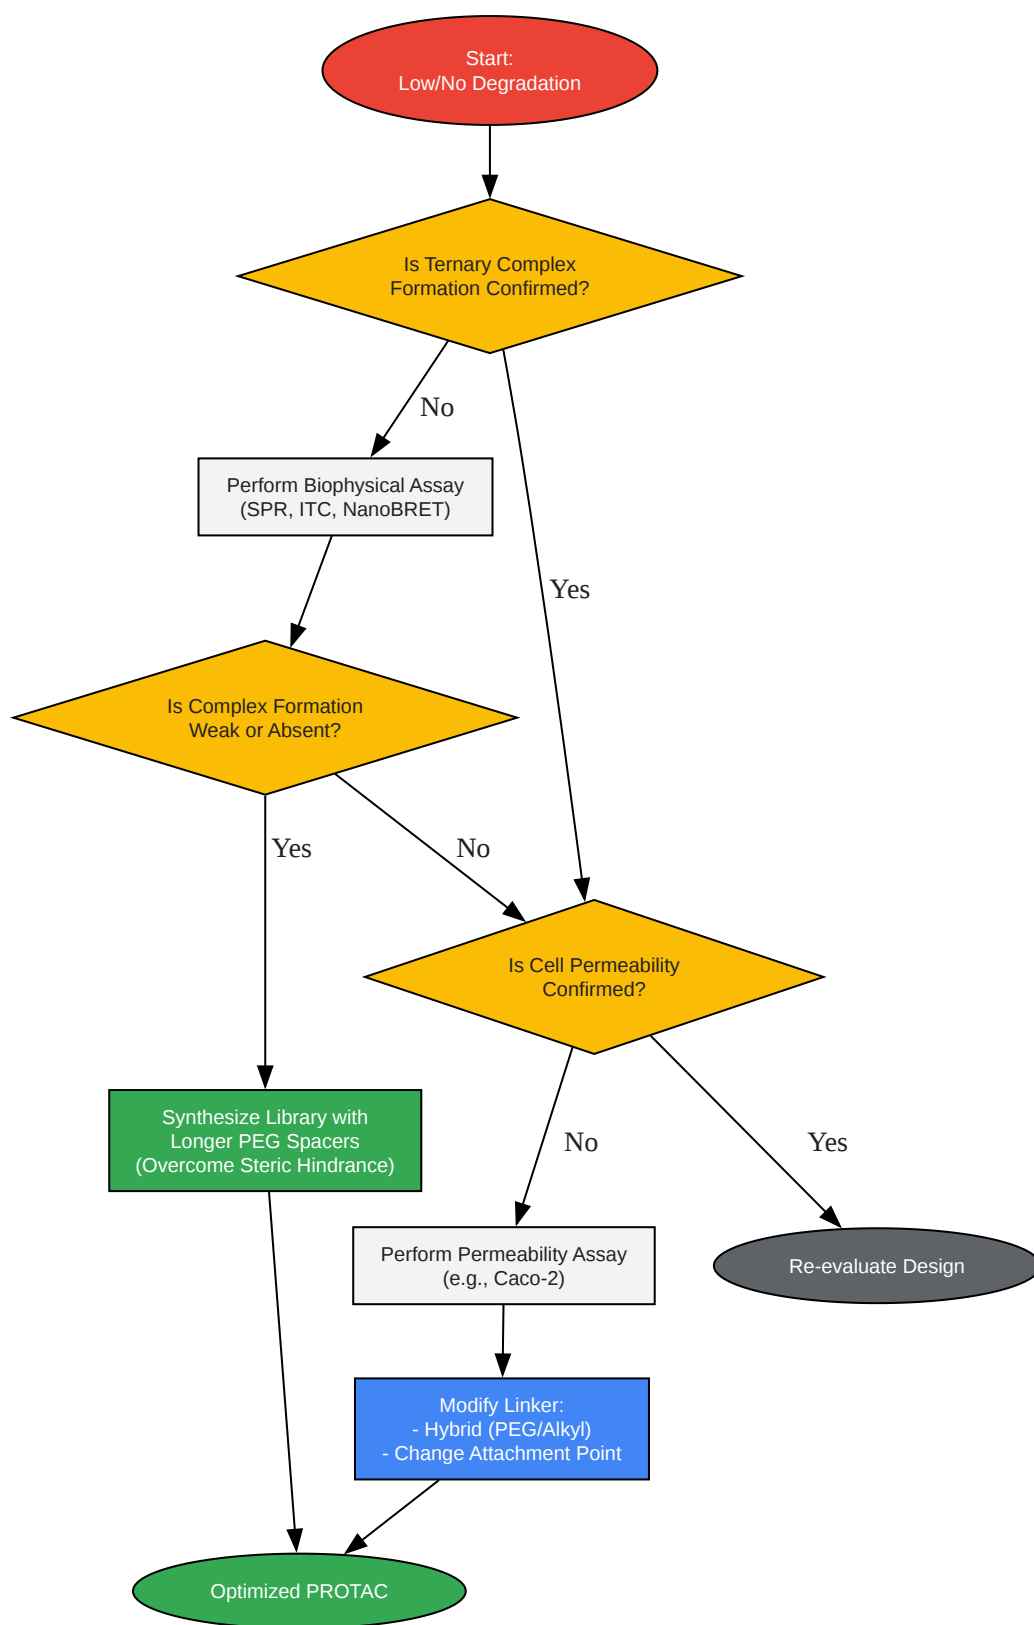 Start:
Low/No Degradation
Is Ternary Complex
Formation Confirmed?
No
Perform Biophysical Assay
(SPR, ITC, NanoBRET)
Yes
Is Complex Formation
Weak or Absent?
Yes
No
Is Cell Permeability
Confirmed?
Synthesize Library with
Longer PEG Spacers
(Overcome Steric Hindrance)
No
Yes
Perform Permeability Assay
(e.g., Caco-2)
Re-evaluate Design
Modify Linker:
- Hybrid (PEG/Alkyl)
- Change Attachment Point
Optimized PROTAC